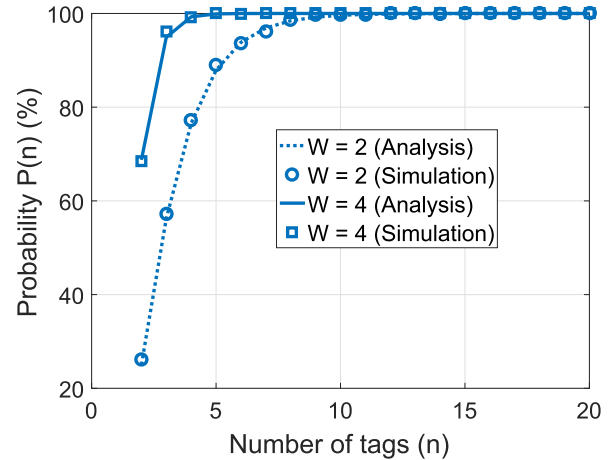 100
80
60
40
20
Probability P(n) (%)
W = 2 (Analysis)
W = 2 (Simulation)
W = 4 (Analysis)
W = 4 (Simulation)
0 5 10 15 20
Number of tags (n)